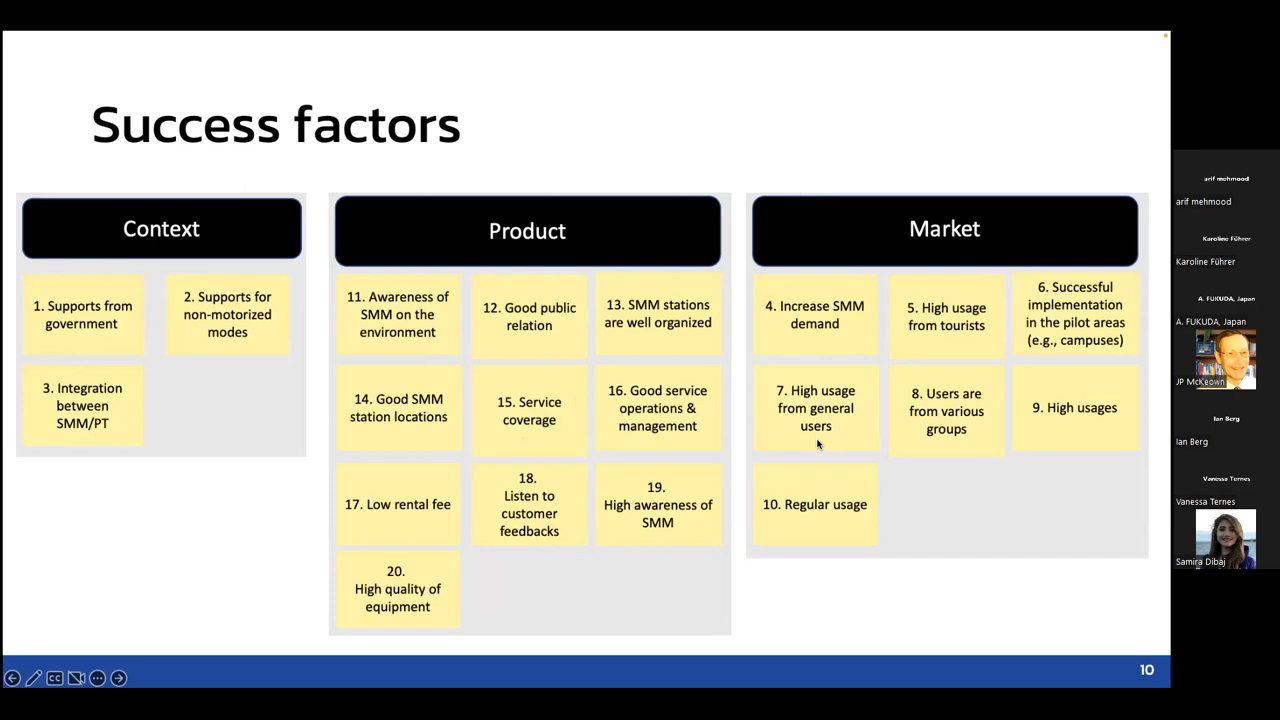 Success factors
Context
1. Supports from
government
2. Supports for
non-motorized
modes
3. Integration
between
SMM/PT
Product
11. Awareness of
SMM on the
environment
12. Good public
relation
13. SMM stations
are well organized
14. Good SMM
station locations
15. Service
coverage
16. Good service
operations &
management
17. Low rental fee
18.
Listen to
customer
feedbacks
19.
High awareness of
SMM
20.
High quality of
equipment
Market
4. Increase SMM
demand
5. High usage
from tourists
6. Successful
implementation
in the pilot areas
(e.g., campuses)
7. High usage
from general
users
8. Users are
from various
groups
9. High usages
10. Regular usage
10
CC
arif mehmood
arif mehmood
Karoline Führer
Karoline Führer
A. FUKUDA, Japan
A. FUKUDA, Japan
JP McKeown
Ian Berg
Ian Berg
Vanessa Ternes
Vanessa Ternes
Samira Dibaj